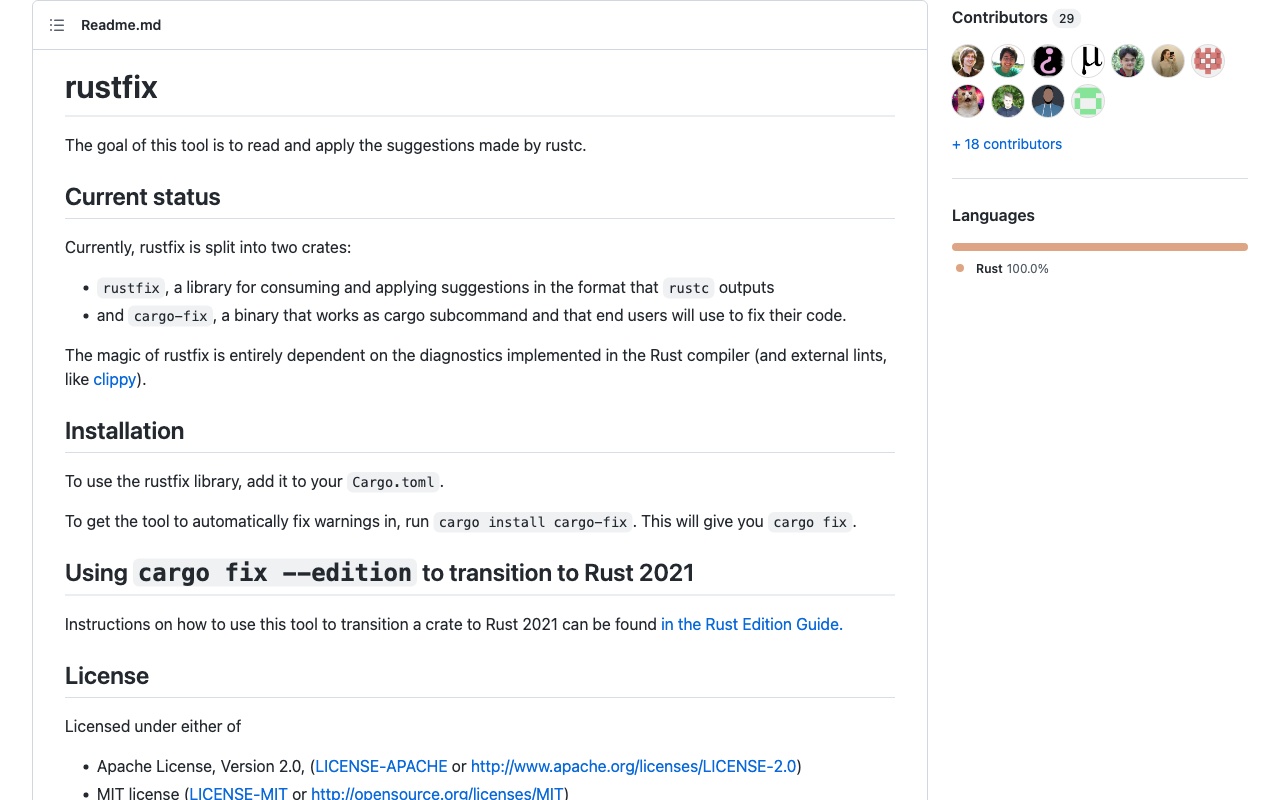 Readme.md
rustfix
The goal of this tool is to read and apply the suggestions made by rustc.
Current status
Currently, rustfix is split into two crates:
• rustfix, a library for consuming and applying suggestions in the format that rustc outputs
• and cargo-fix, a binary that works as cargo subcommand and that end users will use to fix their code.
The magic of rustfix is entirely dependent on the diagnostics implemented in the Rust compiler (and external lints,
like clippy).
Installation
To use the rustfix library, add it to your Cargo.toml.
To get the tool to automatically fix warnings in, run cargo install cargo-fix. This will give you cargo fix.
Using cargo fix --edition to transition to Rust 2021
Instructions on how to use this tool to transition a crate to Rust 2021 can be found in the Rust Edition Guide.
License
Licensed under either of
• Apache License, Version 2.0, (LICENSE-APACHE or http://www.apache.org/licenses/LICENSE-2.0)
• MIT license (LICENSE-MIT or http://opensource.org/licenses/MIT)
Contributors 29
μ
+ 18 contributors
Languages
Rust 100.0%